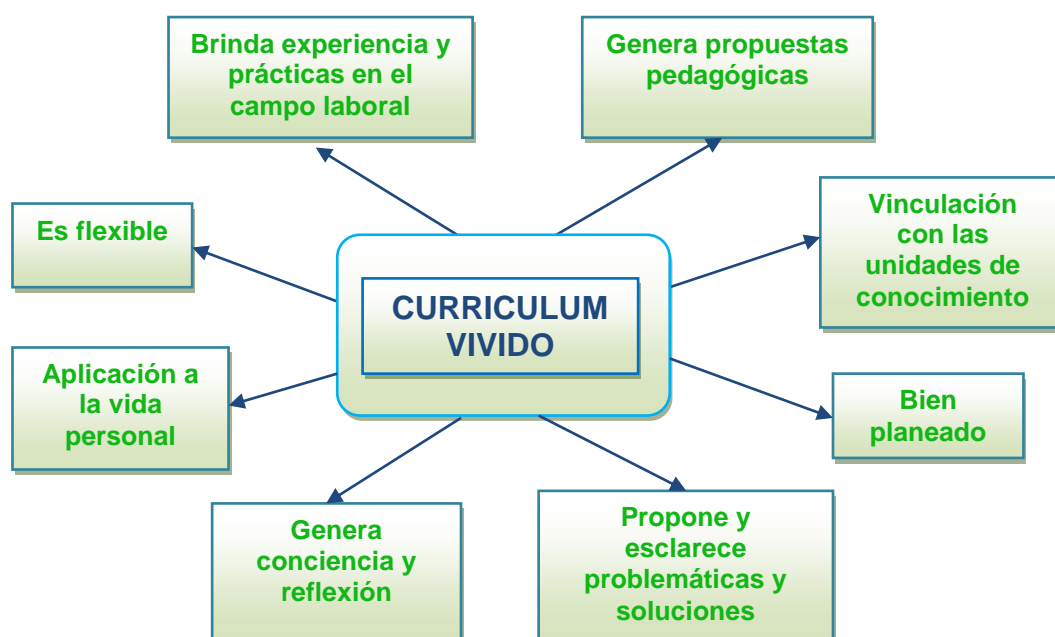 Brinda experiencia y
prácticas en el
campo laboral
Genera propuestas
pedagógicas
Es flexible
Vinculación
con las
unidades de
conocimiento
CURRICULUM
VIVIDO
Aplicación a
la vida
personal
Bien
planeado
Genera
conciencia y
reflexión
Propone y
esclarece
problemáticas y
soluciones